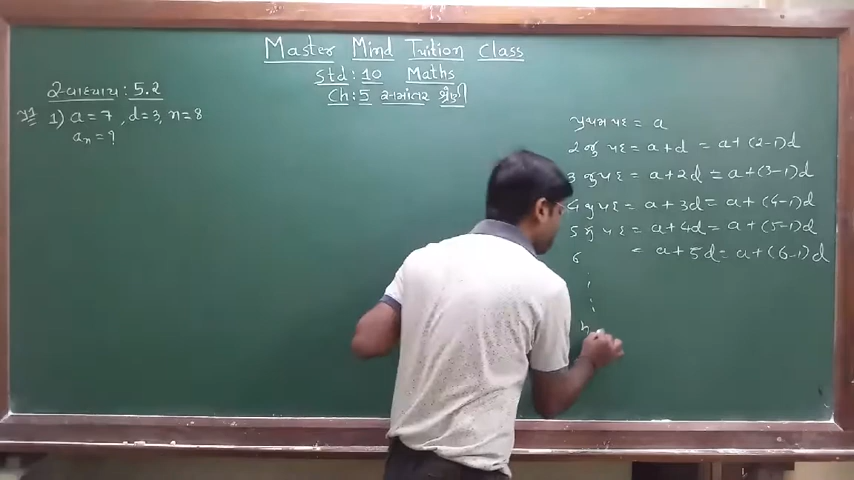 Master Mind Tuition Class
Std: 10 Maths
Ch: 5 સમાંતર શ્રેણી
સ્વાધ્યાય : 5.2
પ્ર1 1) a = 7, d = 3, n = 8
an = ?
પ્રથમ પદ = a
2 જુ પદ = a + d = a + (2-1)d
3 જુ પદ = a + 2d = a + (3-1)d
4 થુ પદ = a + 3d = a + (4-1)d
5 મુ પદ = a + 4d = a + (5-1)d
6 = a + 5d = a + (6-1)d
n